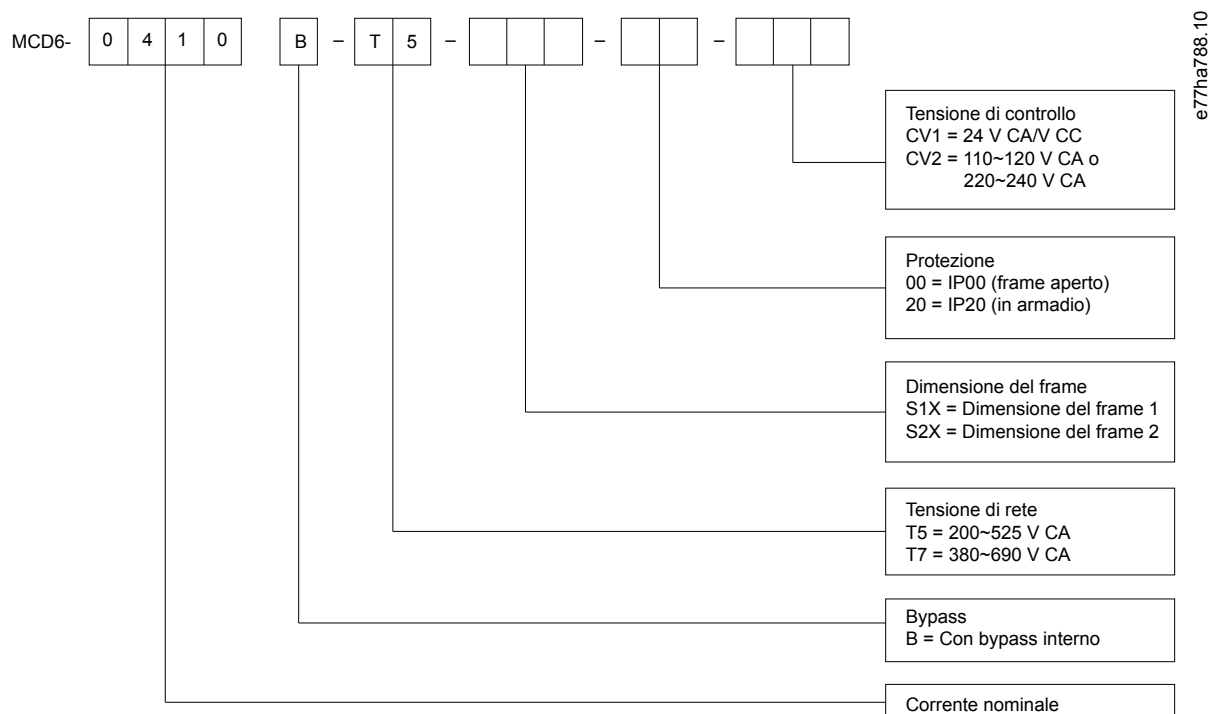 MCD6- 0 4 1 0 B – T 5 – – –
e77ha788.10
Tensione di controllo
CV1 = 24 V CA/V CC
CV2 = 110~120 V CA o
220~240 V CA
Protezione
00 = IP00 (frame aperto)
20 = IP20 (in armadio)
Dimensione del frame
S1X = Dimensione del frame 1
S2X = Dimensione del frame 2
Tensione di rete
T5 = 200~525 V CA
T7 = 380~690 V CA
Bypass
B = Con bypass interno
Corrente nominale